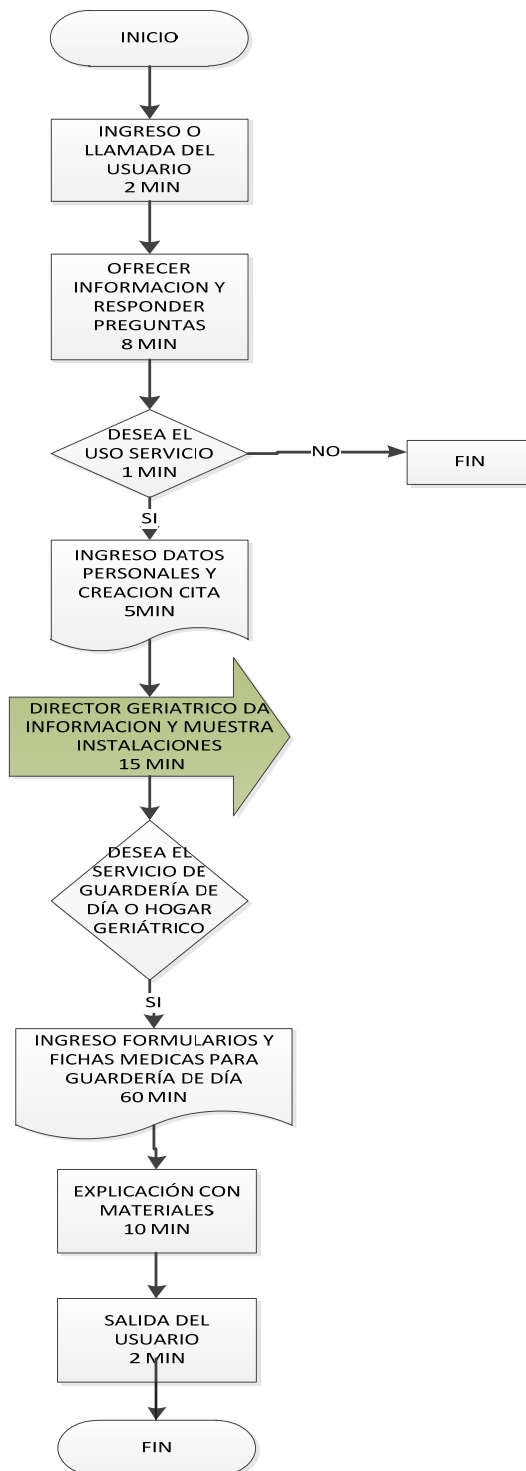 INICIO
INGRESO O
LLAMADA DEL
USUARIO
2 MIN
OFRECER
INFORMACION Y
RESPONDER
PREGUNTAS
8 MIN
DESEA EL
USO SERVICIO
1 MIN
NO
FIN
SI
INGRESO DATOS
PERSONALES Y
CREACION CITA
5MIN
DIRECTOR GERIATRICO DA
INFORMACION Y MUESTRA
INSTALACIONES
15 MIN
DESEA EL
SERVICIO DE
GUARDERÍA DE
DÍA O HOGAR
GERIÁTRICO
SI
INGRESO FORMULARIOS Y
FICHAS MEDICAS PARA
GUARDERÍA DE DÍA
60 MIN
EXPLICACIÓN CON
MATERIALES
10 MIN
SALIDA DEL
USUARIO
2 MIN
FIN